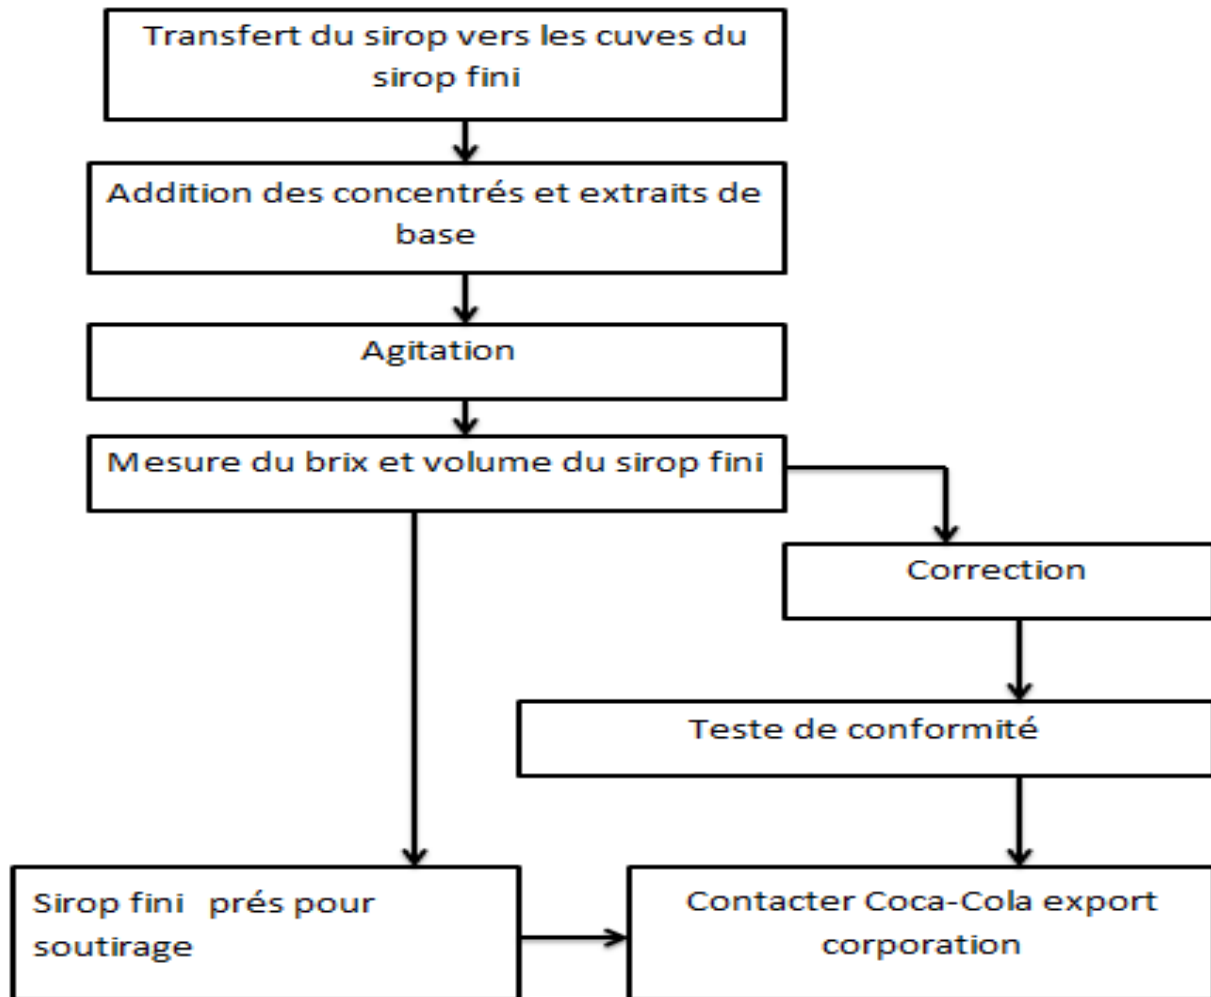 Transfert du sirop vers les cuves du
sirop fini
Addition des concentrés et extraits de
base
Agitation
Mesure du brix et volume du sirop fini
Correction
Teste de conformité
Sirop fini prés pour
soutirage
Contacter Coca-Cola export
corporation